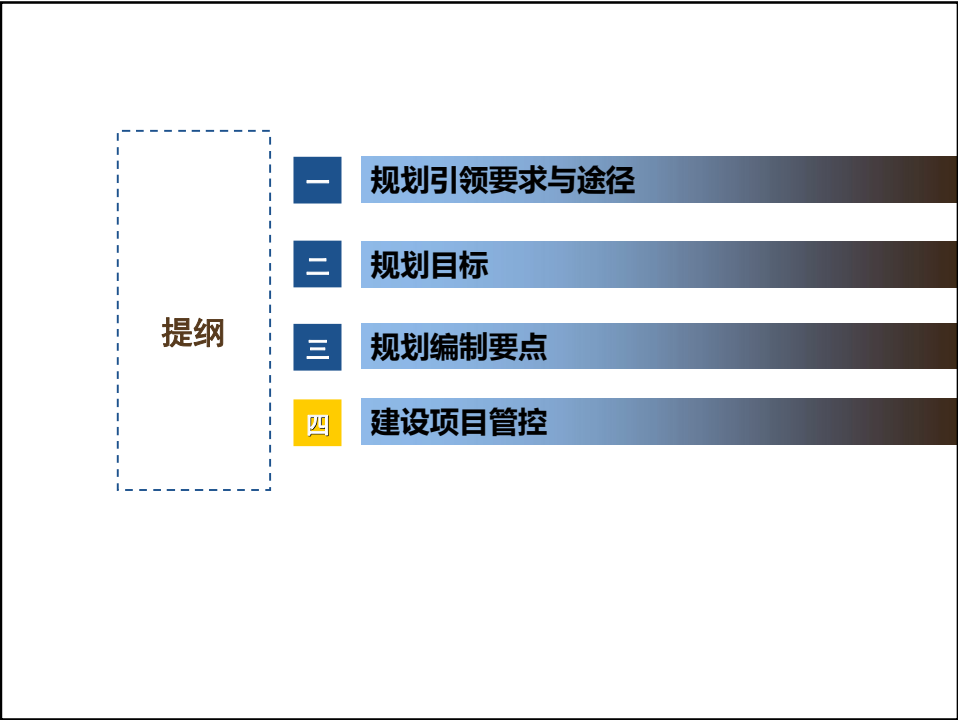 提纲
一 规划引领要求与途径
二 规划目标
三 规划编制要点
四 建设项目管控